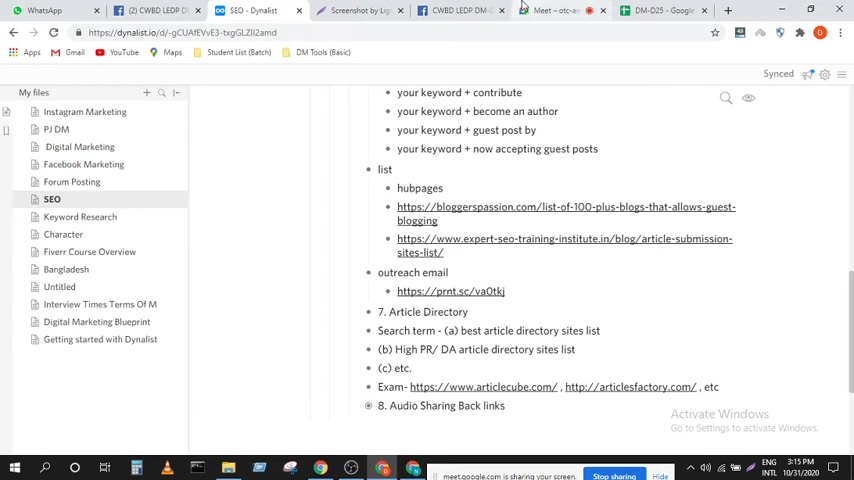 WhatsApp
(2) CWBD LEDP DM
SEO - Dynalist
Screenshot by Lig
CWBD LEDP DM-D
Meet – otc-a
DM-D25 - Google
https://dynalist.io/d/-gCUAfEVvE3-txgGLZII2amd
Apps
Gmail
YouTube
Maps
Student List (Batch)
DM Tools (Basic)
Synced
My files
Instagram Marketing
PJ DM
Digital Marketing
Facebook Marketing
Forum Posting
SEO
Keyword Research
Character
Fiverr Course Overview
Bangladesh
Untitled
Interview Times Terms Of M
Digital Marketing Blueprint
Getting started with Dynalist
your keyword + contribute
your keyword + become an author
your keyword + guest post by
your keyword + now accepting guest posts
list
hubpages
https://bloggerspassion.com/list-of-100-plus-blogs-that-allows-guest-
blogging
https://www.expert-seo-training-institute.in/blog/article-submission-
sites-list/
outreach email
https://prnt.sc/va0tkj
7. Article Directory
Search term - (a) best article directory sites list
(b) High PR/ DA article directory sites list
(c) etc.
Exam- https://www.articlecube.com/ , http://articlesfactory.com/ , etc
8. Audio Sharing Back links
Activate Windows
Go to Settings to activate Windows.
meet.google.com is sharing your screen.
Stop sharing
Hide
ENG
INTL
3:15 PM
10/31/2020